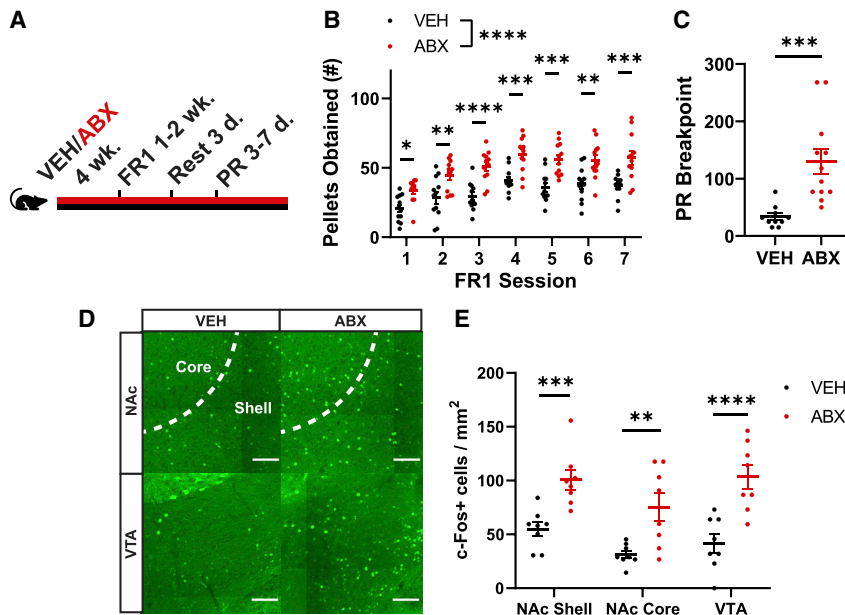 A
VEH/ABX
4 wk.
FR1 1-2 wk.
Rest 3 d.
PR 3-7 d.
B
VEH
ABX
****
Pellets Obtained (#)
100
50
0
*
**
****
***
***
**
***
1 2 3 4 5 6 7
FR1 Session
C
PR Breakpoint
300
200
100
0
***
VEH ABX
D
VEH ABX
NAc
Core
Shell
VTA
E
c-Fos+ cells / mm²
200
150
100
50
0
***
**
****
VEH
ABX
NAc Shell NAc Core VTA